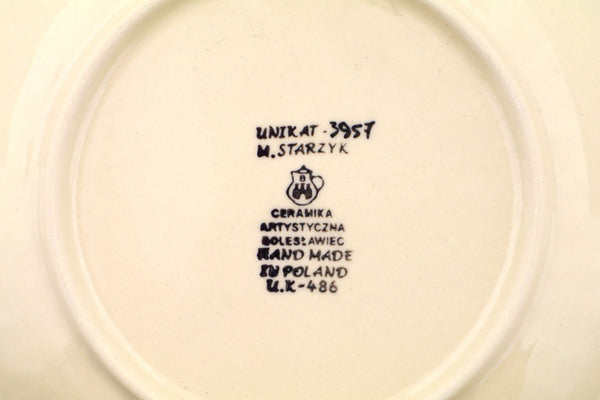 UNIKAT - 3957
M. STARZYK
B
CERAMIKA
ARTYSTYCZNA
BOLESŁAWIEC
HAND MADE
IN POLAND
U.K-486